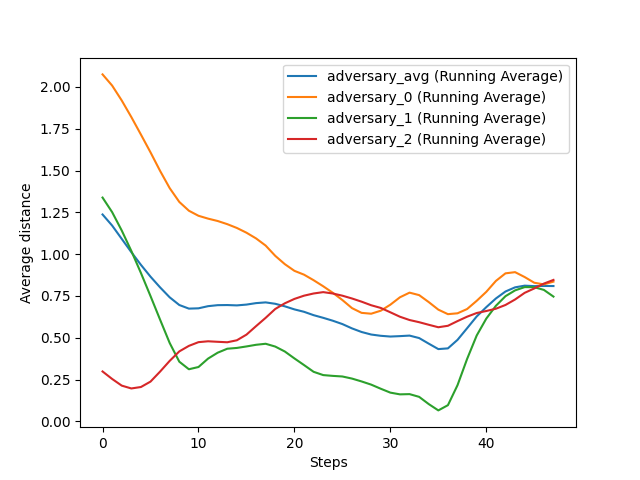 adversary_avg (Running Average)
adversary_0 (Running Average)
adversary_1 (Running Average)
adversary_2 (Running Average)
2.00
1.75
1.50
1.25
1.00
0.75
0.50
0.25
0.00
Average distance
0 10 20 30 40
Steps